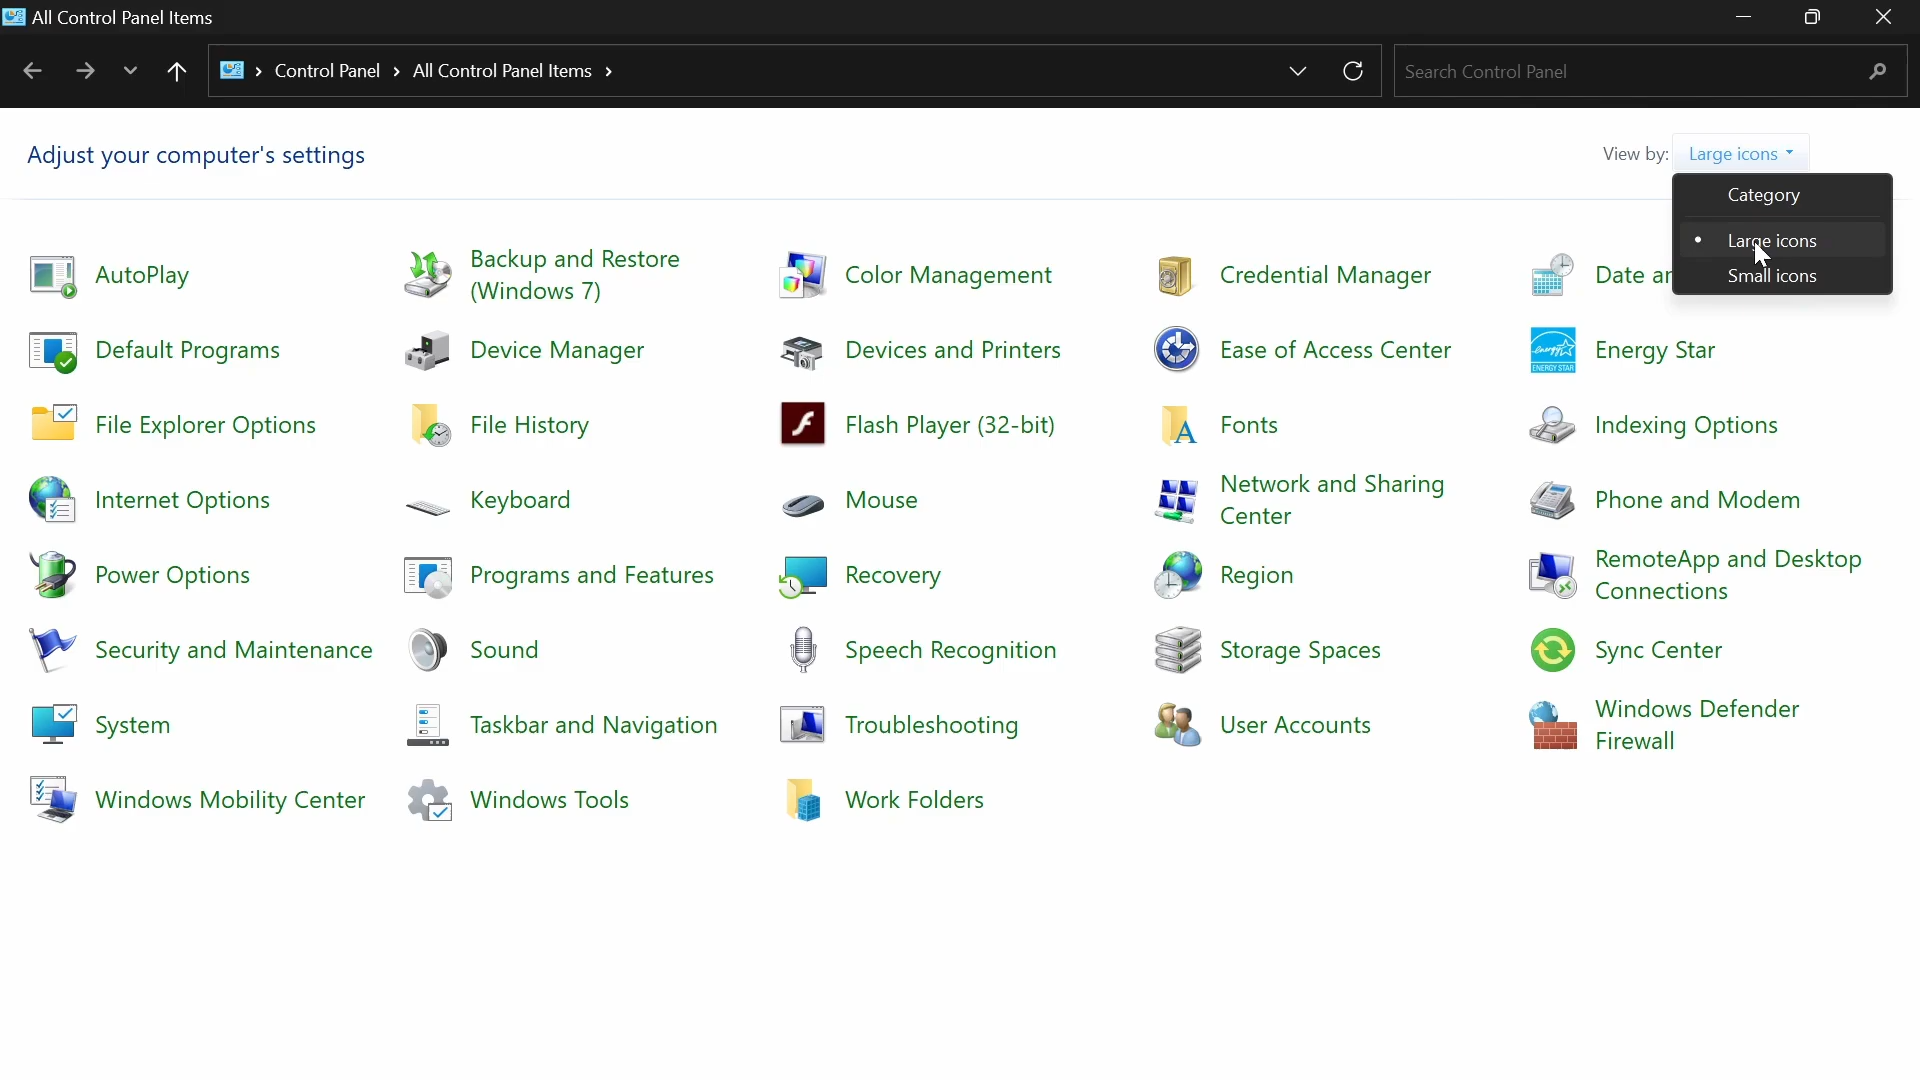 All Control Panel Items
Control Panel All Control Panel Items
Search Control Panel
Adjust your computer's settings
View by: Large icons
Category
Large icons
Small icons
AutoPlay
Backup and Restore
(Windows 7)
Color Management
Credential Manager
Date
Default Programs
Device Manager
Devices and Printers
Ease of Access Center
ENERGY STAR
Energy Star
File Explorer Options
File History
Flash Player (32-bit)
Fonts
Indexing Options
Internet Options
Keyboard
Mouse
Network and Sharing
Center
Phone and Modem
Power Options
Programs and Features
Recovery
Region
RemoteApp and Desktop
Connections
Security and Maintenance
Sound
Speech Recognition
Storage Spaces
Sync Center
System
Taskbar and Navigation
Troubleshooting
User Accounts
Windows Defender
Firewall
Windows Mobility Center
Windows Tools
Work Folders